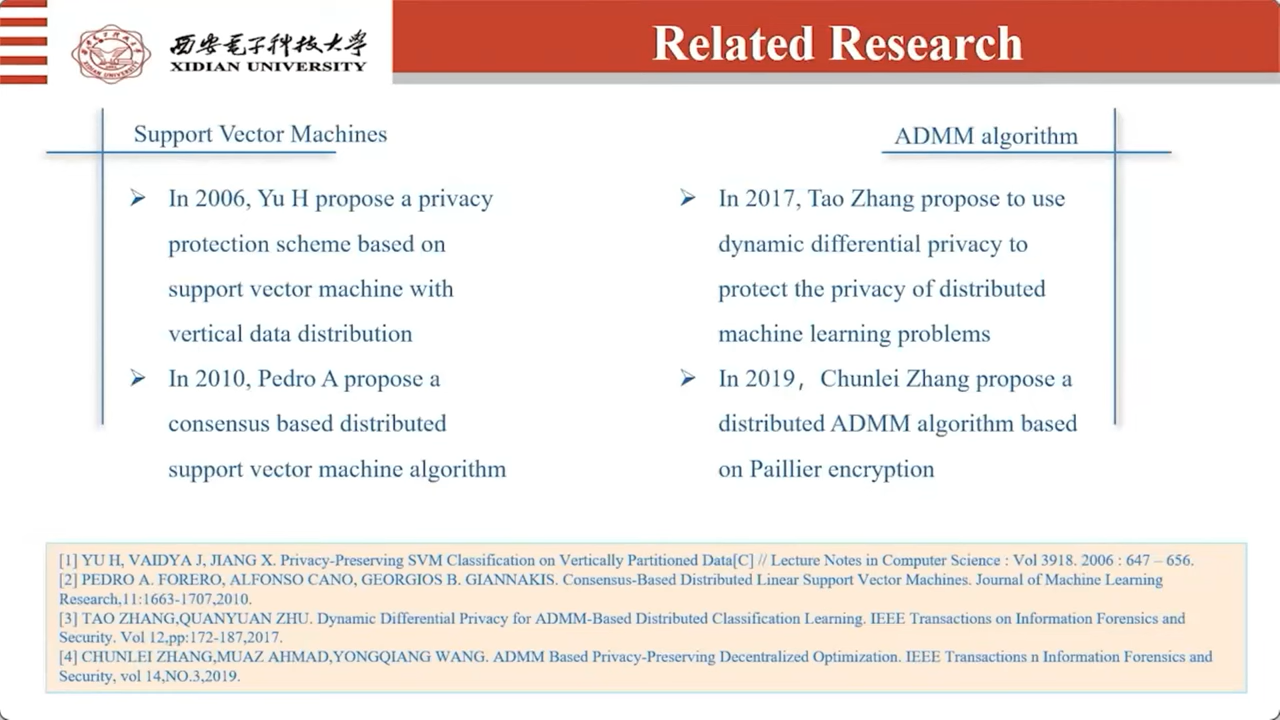 西安电子科技大学
XIDIAN UNIVERSITY
Related Research
Support Vector Machines
In 2006, Yu H propose a privacy
protection scheme based on
support vector machine with
vertical data distribution
In 2010, Pedro A propose a
consensus based distributed
support vector machine algorithm
ADMM algorithm
In 2017, Tao Zhang propose to use
dynamic differential privacy to
protect the privacy of distributed
machine learning problems
In 2019，Chunlei Zhang propose a
distributed ADMM algorithm based
on Paillier encryption
[1] YU H, VAIDYA J, JIANG X. Privacy-Preserving SVM Classification on Vertically Partitioned Data[C] // Lecture Notes in Computer Science : Vol 3918. 2006 : 647 – 656.
[2] PEDRO A. FORERO, ALFONSO CANO, GEORGIOS B. GIANNAKIS. Consensus-Based Distributed Linear Support Vector Machines. Journal of Machine Learning
Research,11:1663-1707,2010.
[3] TAO ZHANG,QUANYUAN ZHU. Dynamic Differential Privacy for ADMM-Based Distributed Classification Learning. IEEE Transactions on Information Forensics and
Security. Vol 12,pp:172-187,2017.
[4] CHUNLEI ZHANG,MUAZ AHMAD,YONGQIANG WANG. ADMM Based Privacy-Preserving Decentralized Optimization. IEEE Transactions n Information Forensics and
Security, vol 14,NO.3,2019.